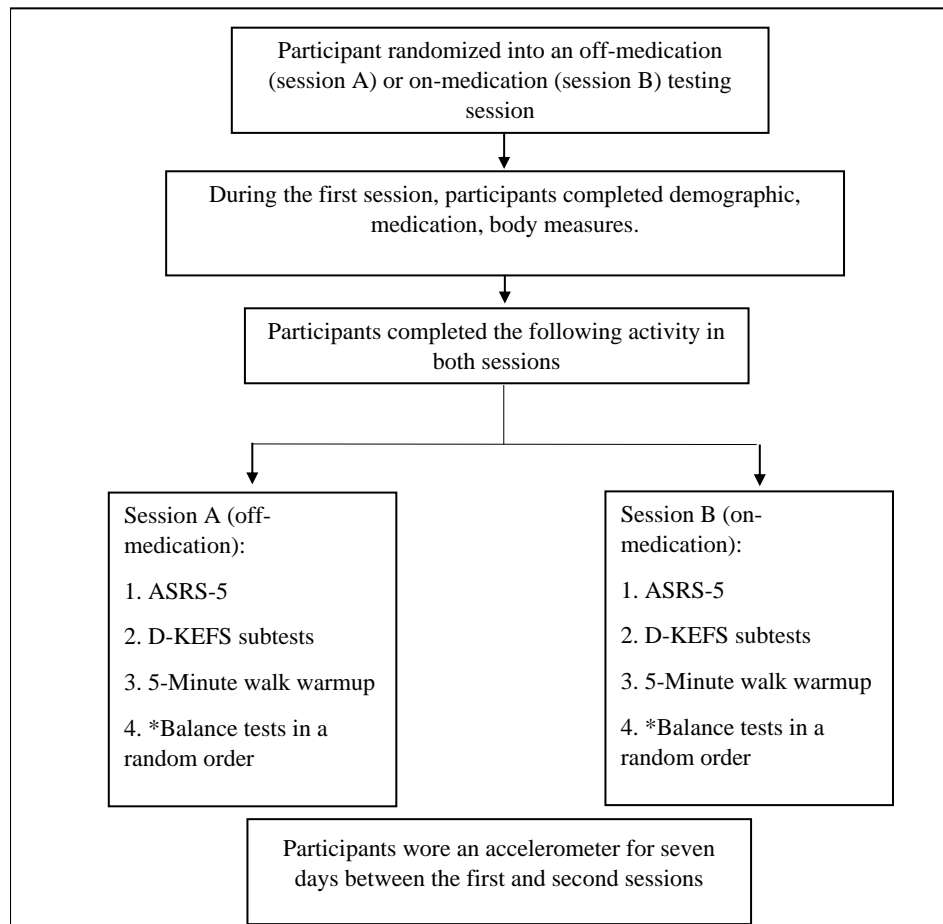 Participant randomized into an off-medication
(session A) or on-medication (session B) testing
session
During the first session, participants completed demographic,
medication, body measures.
Participants completed the following activity in
both sessions
Session A (off-
medication):
1. ASRS-5
2. D-KEFS subtests
3. 5-Minute walk warmup
4. *Balance tests in a
random order
Session B (on-
medication):
1. ASRS-5
2. D-KEFS subtests
3. 5-Minute walk warmup
4. *Balance tests in a
random order
Participants wore an accelerometer for seven
days between the first and second sessions